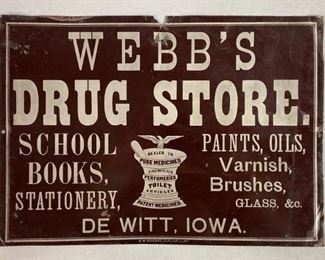 WEBB'S
DRUG STORE.
SCHOOL
BOOKS,
STATIONERY,
DEALER IN
PURE MEDICINES
CHEMICALS
PERFUMERIES
TOILET
ARTICLES
PATENT MEDICINES.
PAINTS, OILS,
Varnish,
Brushes,
GLASS, &c.
DE WITT, IOWA.